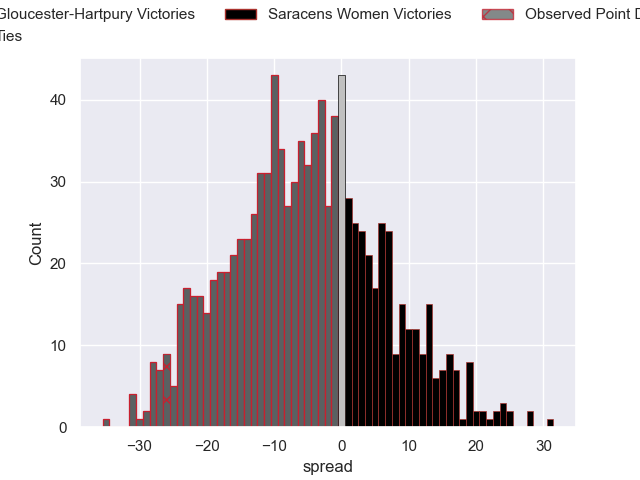 Gloucester-Hartpury Victories Saracens Women Victories Observed Point D
Ties
Count
40
30
20
10
0
−30 −20 −10 0 10 20 30
spread